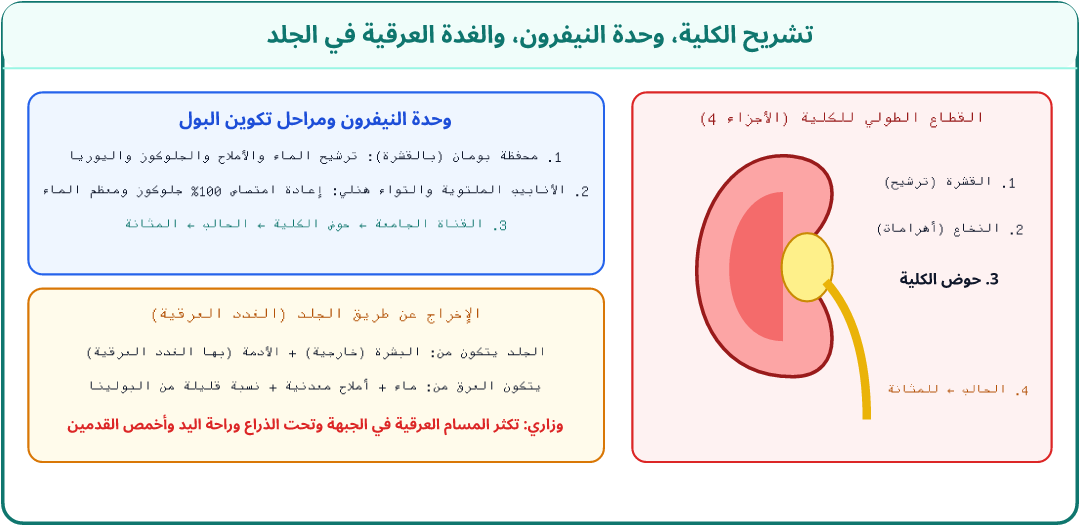 تشريح الكلية، وحدة النيفرون، والغدة العرقية في الجلد
القطاع الطولي للكلية (الأجزاء 4)
1. القشرة (ترشيح)
2. النخاع (أهرامات)
3. حوض الكلية
4. الحالب ← للمثانة
وحدة النيفرون ومراحل تكوين البول
1. محفظة بومان (بالقشرة): ترشيح الماء والأملاح والجلوكوز واليوريا
2. الأنابيب الملتوية والتواء هنلي: إعادة امتصاص 100% جلوكوز ومعظم الماء
3. القناة الجامعة ← حوض الكلية ← الحالب ← المثانة
الإخراج عن طريق الجلد (الغدد العرقية)
الجلد يتكون من: البشرة (خارجية) + الأدمة (بها الغدد العرقية)
يتكون العرق من: ماء + أملاح معدنية + نسبة قليلة من البولينا
وزاري: تكثر المسام العرقية في الجبهة وتحت الذراع وراحة اليد وأخمص القدمين